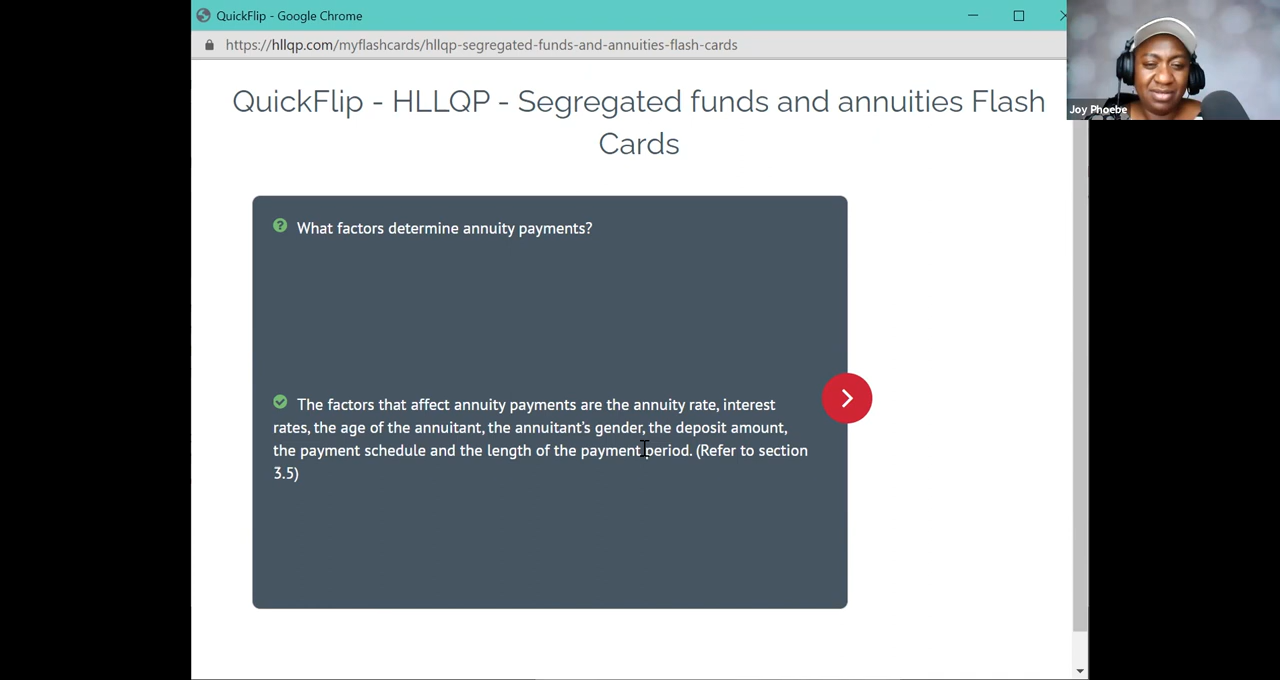 QuickFlip - Google Chrome
https://hllqp.com/myflashcards/hllqp-segregated-funds-and-annuities-flash-cards
Joy Phoebe
QuickFlip - HLLQP - Segregated funds and annuities Flash
Cards
What factors determine annuity payments?
The factors that affect annuity payments are the annuity rate, interest
rates, the age of the annuitant, the annuitant's gender, the deposit amount,
the payment schedule and the length of the payment period. (Refer to section
3.5)